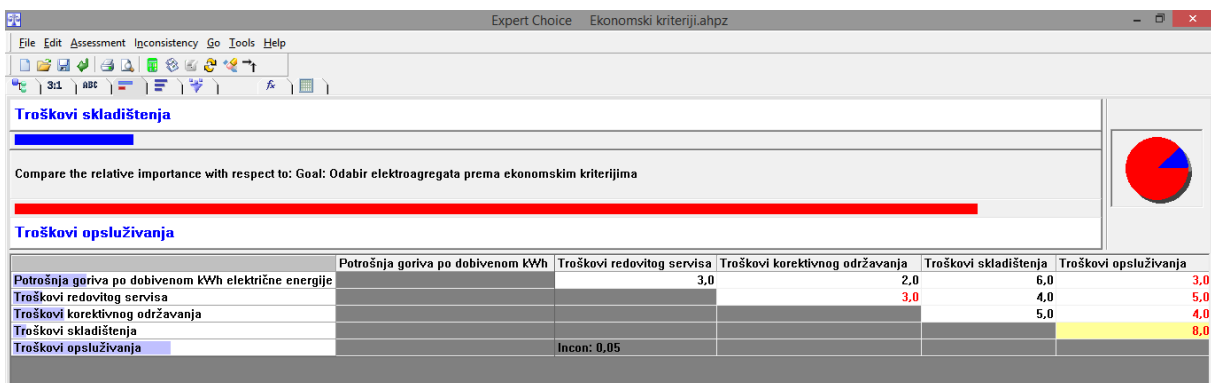 Expert Choice Ekonomski kriteriji.ahpz
File Edit Assessment Inconsistency Go Tools Help
3:1 ABC fx
Troškovi skladištenja
Compare the relative importance with respect to: Goal: Odabir elektroagregata prema ekonomskim kriterijima
Troškovi opsluživanja
Potrošnja goriva po dobivenom kWh Troškovi redovitog servisa Troškovi korektivnog održavanja Troškovi skladištenja Troškovi opsluživanja
Potrošnja goriva po dobivenom kWh električne energije 3,0 2,0 6,0 3,0
Troškovi redovitog servisa 3,0 4,0 5,0
Troškovi korektivnog održavanja 5,0 4,0
Troškovi skladištenja 8,0
Troškovi opsluživanja Incon: 0,05